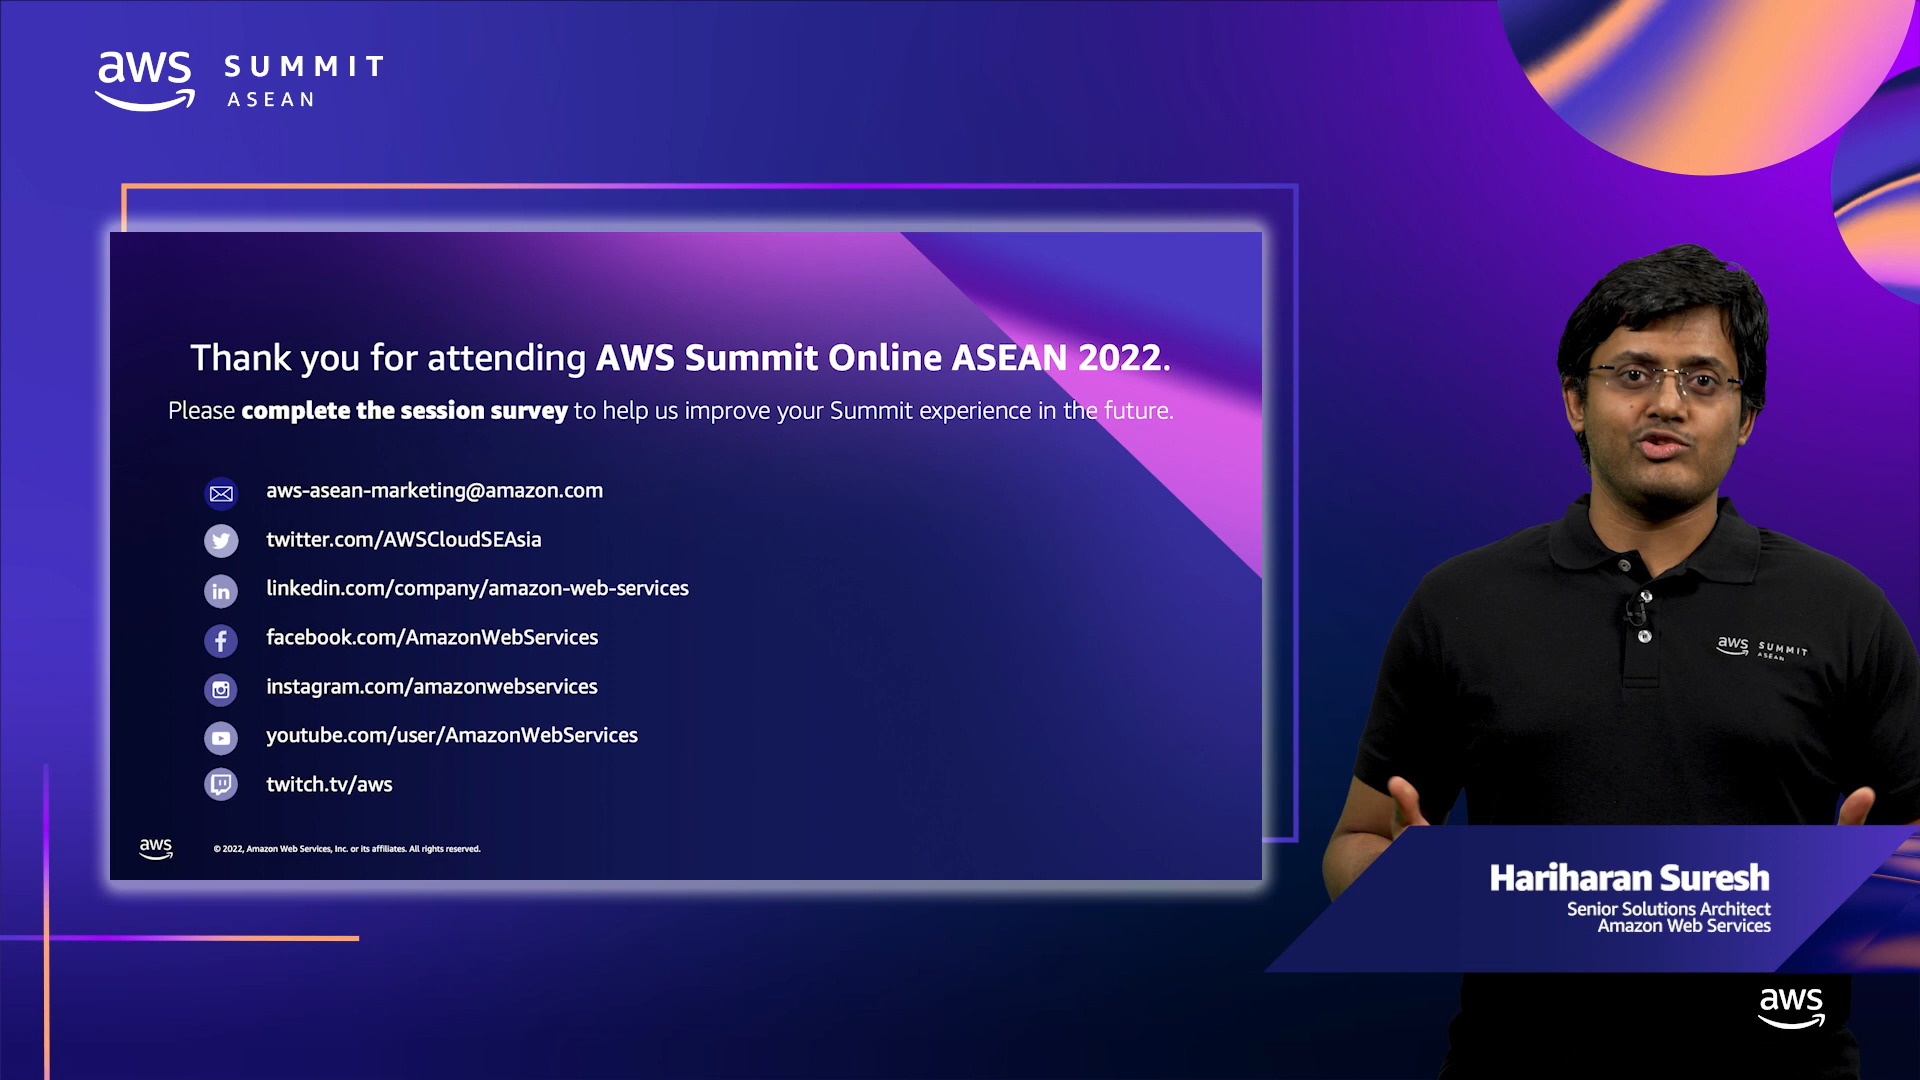 aws SUMMIT
ASEAN
Thank you for attending AWS Summit Online ASEAN 2022.
Please complete the session survey to help us improve your Summit experience in the future.
aws-asean-marketing@amazon.com
twitter.com/AWSCloudSEAsia
linkedin.com/company/amazon-web-services
facebook.com/AmazonWebServices
instagram.com/amazonwebservices
youtube.com/user/AmazonWebServices
twitch.tv/aws
aws © 2022, Amazon Web Services, Inc. or its affiliates. All rights reserved.
aws SUMMIT
ASEAN
Hariharan Suresh
Senior Solutions Architect
Amazon Web Services
aws